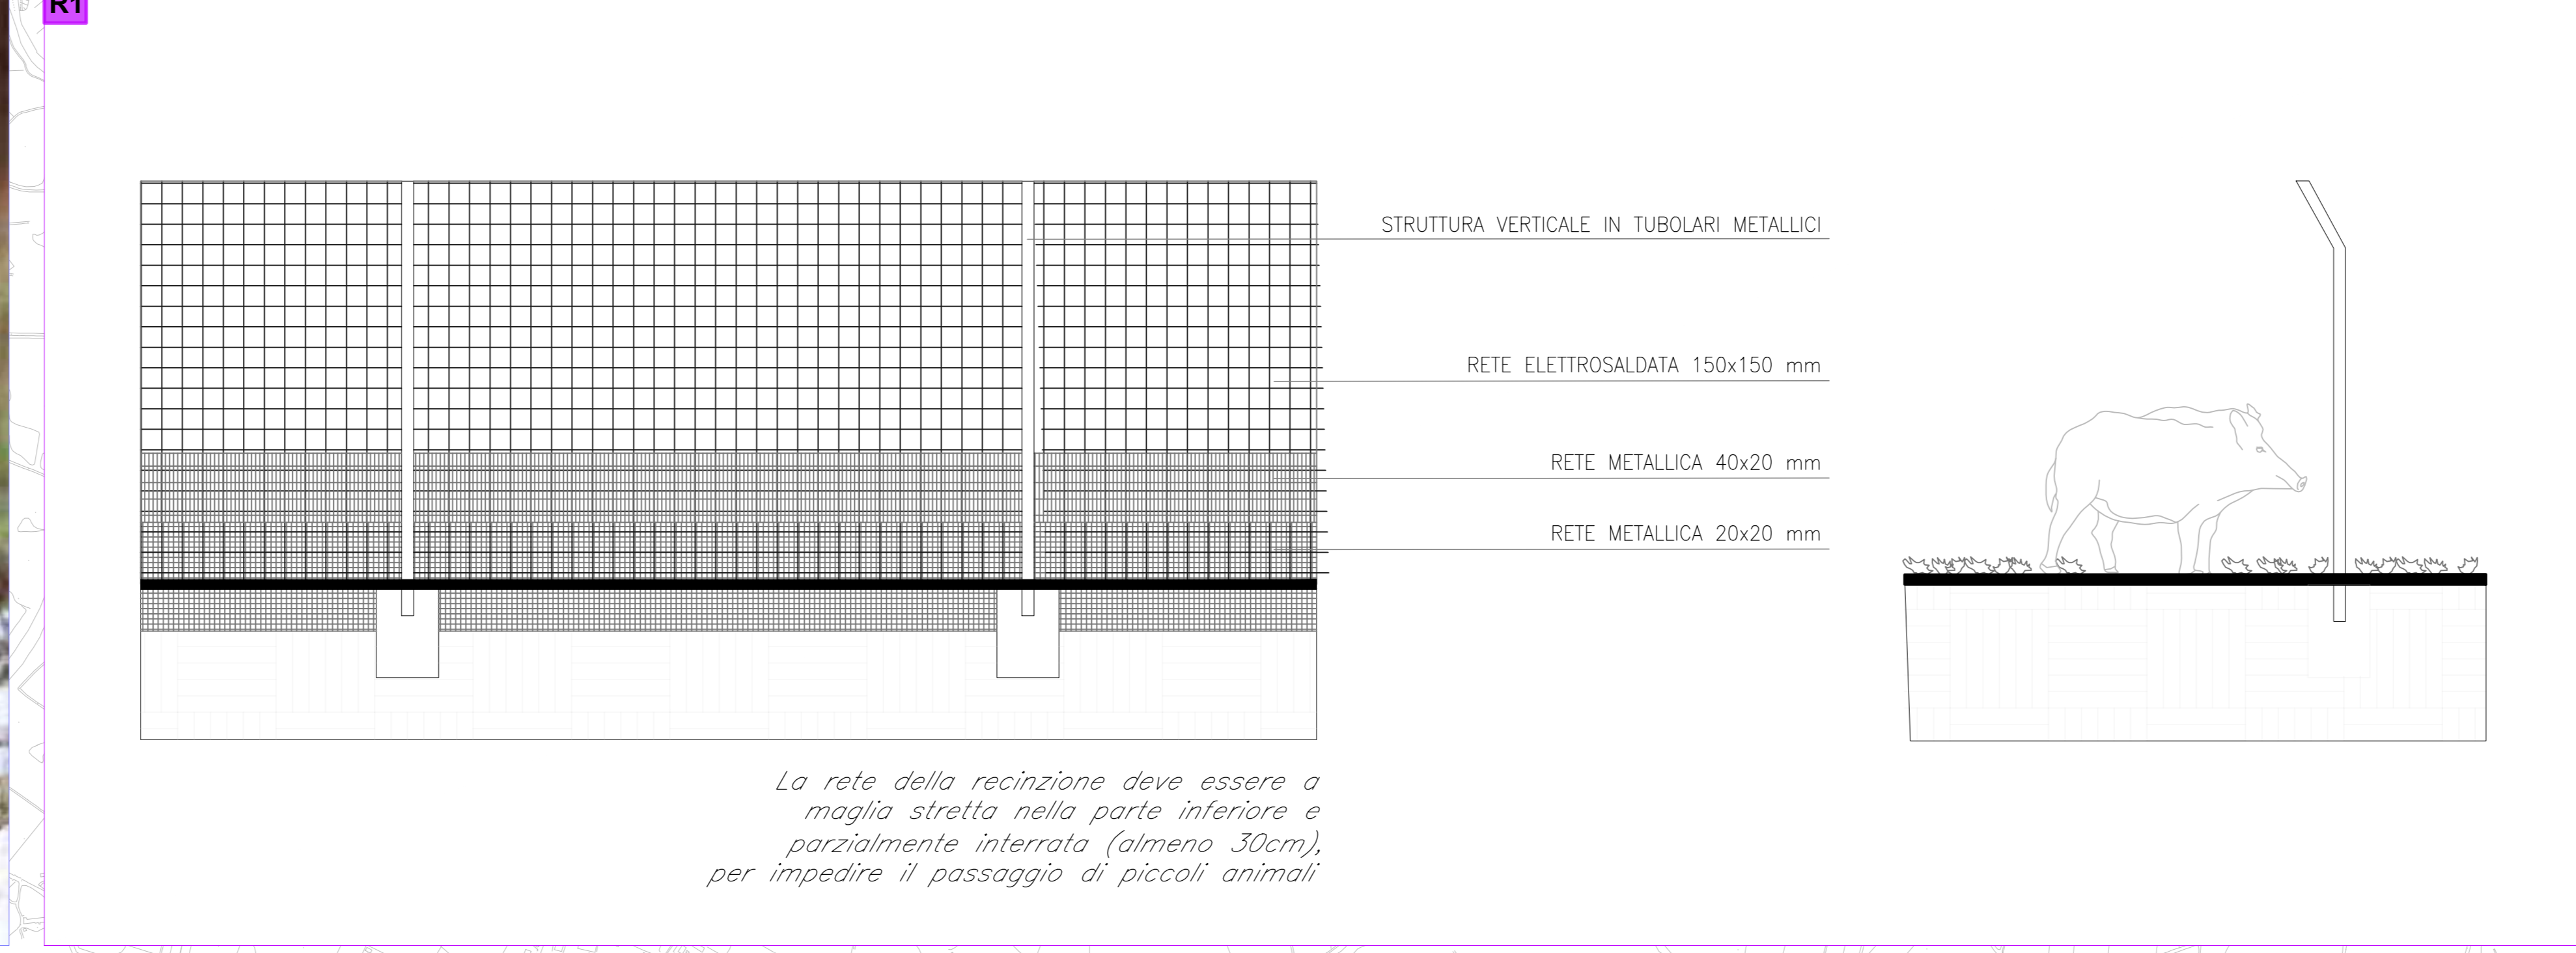 R1
STRUTTURA VERTICALE IN TUBOLARI METALLICI
RETE ELETTROSALDATA 150x150 mm
RETE METALLICA 40x20 mm
RETE METALLICA 20x20 mm
La rete della recinzione deve essere a
maglia stretta nella parte inferiore e
parzialmente interrata (almeno 30cm),
per impedire il passaggio di piccoli animali